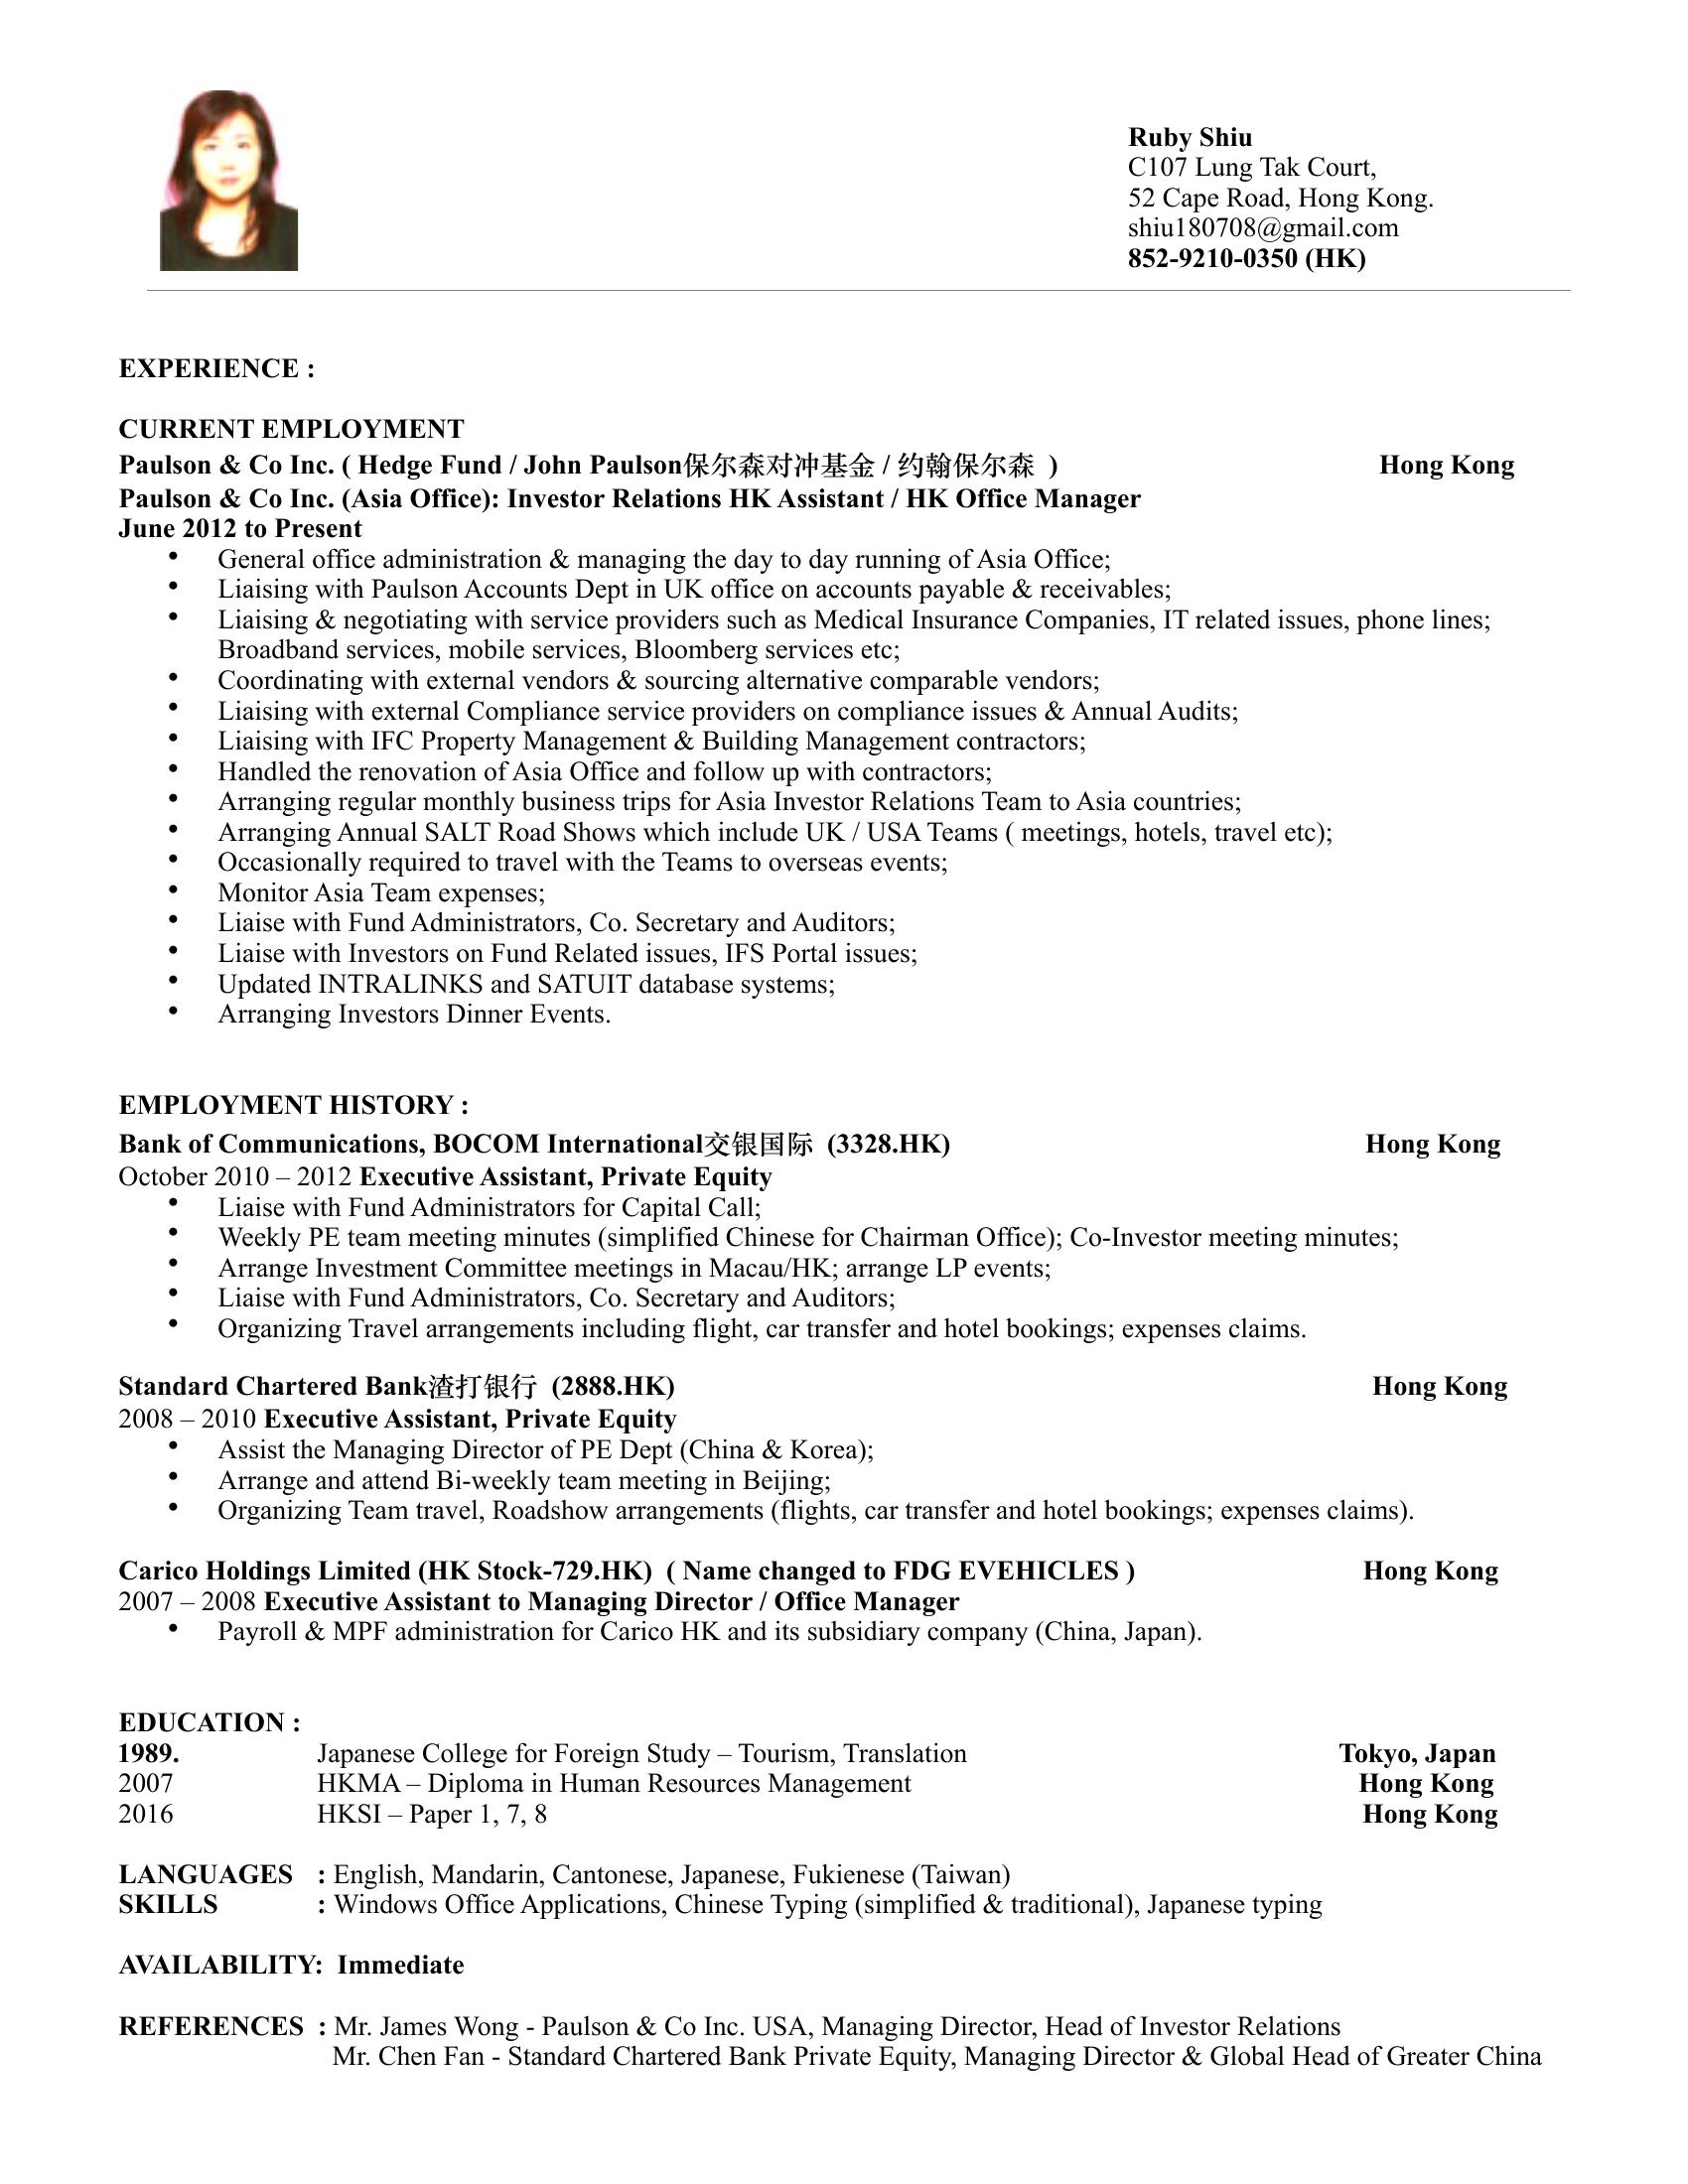 Ruby Shiu
C107 Lung Tak Court,
52 Cape Road, Hong Kong.
shiu180708@gmail.com
852-9210-0350 (HK)
EXPERIENCE :
CURRENT EMPLOYMENT
Paulson & Co Inc. ( Hedge Fund / John Paulson保尔森对冲基金 / 约翰保尔森 ) Hong Kong
Paulson & Co Inc. (Asia Office): Investor Relations HK Assistant / HK Office Manager
June 2012 to Present
• General office administration & managing the day to day running of Asia Office;
• Liaising with Paulson Accounts Dept in UK office on accounts payable & receivables;
• Liaising & negotiating with service providers such as Medical Insurance Companies, IT related issues, phone lines;
Broadband services, mobile services, Bloomberg services etc;
• Coordinating with external vendors & sourcing alternative comparable vendors;
• Liaising with external Compliance service providers on compliance issues & Annual Audits;
• Liaising with IFC Property Management & Building Management contractors;
• Handled the renovation of Asia Office and follow up with contractors;
• Arranging regular monthly business trips for Asia Investor Relations Team to Asia countries;
• Arranging Annual SALT Road Shows which include UK / USA Teams ( meetings, hotels, travel etc);
• Occasionally required to travel with the Teams to overseas events;
• Monitor Asia Team expenses;
• Liaise with Fund Administrators, Co. Secretary and Auditors;
• Liaise with Investors on Fund Related issues, IFS Portal issues;
• Updated INTRALINKS and SATUIT database systems;
• Arranging Investors Dinner Events.
EMPLOYMENT HISTORY :
Bank of Communications, BOCOM International交银国际 (3328.HK) Hong Kong
October 2010 – 2012 Executive Assistant, Private Equity
• Liaise with Fund Administrators for Capital Call;
• Weekly PE team meeting minutes (simplified Chinese for Chairman Office); Co-Investor meeting minutes;
• Arrange Investment Committee meetings in Macau/HK; arrange LP events;
• Liaise with Fund Administrators, Co. Secretary and Auditors;
• Organizing Travel arrangements including flight, car transfer and hotel bookings; expenses claims.
Standard Chartered Bank渣打银行 (2888.HK) Hong Kong
2008 – 2010 Executive Assistant, Private Equity
• Assist the Managing Director of PE Dept (China & Korea);
• Arrange and attend Bi-weekly team meeting in Beijing;
• Organizing Team travel, Roadshow arrangements (flights, car transfer and hotel bookings; expenses claims).
Carico Holdings Limited (HK Stock-729.HK) ( Name changed to FDG EVEHICLES ) Hong Kong
2007 – 2008 Executive Assistant to Managing Director / Office Manager
• Payroll & MPF administration for Carico HK and its subsidiary company (China, Japan).
EDUCATION :
1989. Japanese College for Foreign Study – Tourism, Translation Tokyo, Japan
2007 HKMA – Diploma in Human Resources Management Hong Kong
2016 HKSI – Paper 1, 7, 8 Hong Kong
LANGUAGES : English, Mandarin, Cantonese, Japanese, Fukienese (Taiwan)
SKILLS : Windows Office Applications, Chinese Typing (simplified & traditional), Japanese typing
AVAILABILITY: Immediate
REFERENCES : Mr. James Wong - Paulson & Co Inc. USA, Managing Director, Head of Investor Relations
Mr. Chen Fan - Standard Chartered Bank Private Equity, Managing Director & Global Head of Greater China